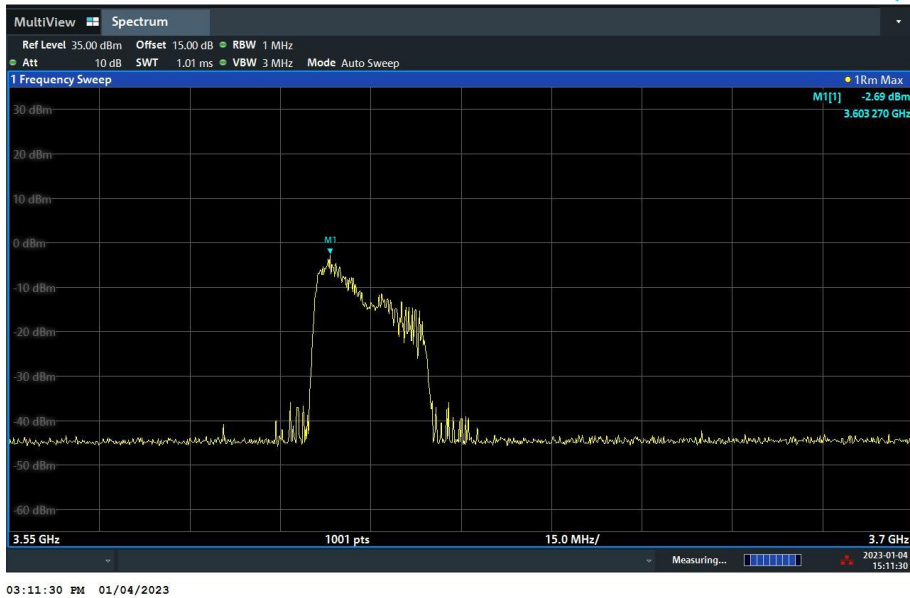 MultiView Spectrum
Ref Level 35.00 dBm Offset 15.00 dB RBW 1 MHz
Att 10 dB SWT 1.01 ms VBW 3 MHz Mode Auto Sweep
1 Frequency Sweep 1Rm Max
M1[1] -2.69 dBm
3.603 270 GHz
30 dBm
20 dBm
10 dBm
0 dBm
M1
-10 dBm
-20 dBm
-30 dBm
-40 dBm
-50 dBm
-60 dBm
3.55 GHz 1001 pts 15.0 MHz/ 3.7 GHz
Measuring... 2023-01-04
15:11:30
03:11:30 PM 01/04/2023